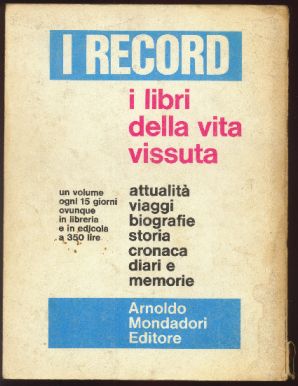 I RECORD
i libri
della vita
vissuta
un volume
ogni 15 giorni
ovunque
in libreria
e in edicola
a 350 lire
attualità
viaggi
biografie
storia
cronaca
diari e
memorie
Arnoldo
Mondadori
Editore